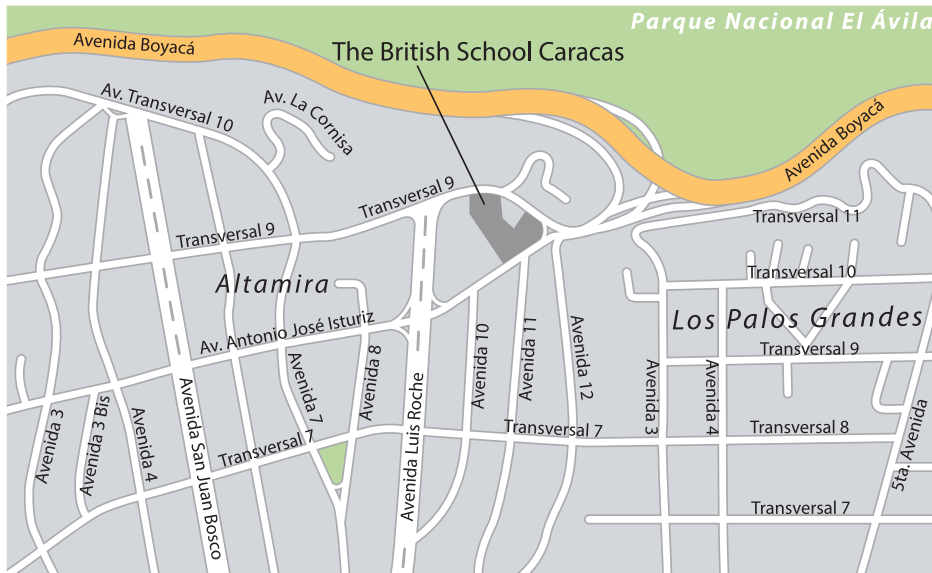 Parque Nacional El Ávila
Avenida Boyacá
The British School Caracas
Av. Transversal 10
Av. La Cornisa
Avenida Boyacá
Transversal 9
Transversal 11
Transversal 9
Altamira
Transversal 10
Los Palos Grandes
Av. Antonio José Isturiz
Transversal 9
Avenida 3
Avenida 3 Bis
Avenida 4
Avenida San Juan Bosco
Avenida 7
Avenida 8
Avenida Luis Roche
Avenida 10
Avenida 11
Avenida 12
Avenida 3
Avenida 4
5ta. Avenida
Transversal 7
Transversal 7
Transversal 8
Transversal 7